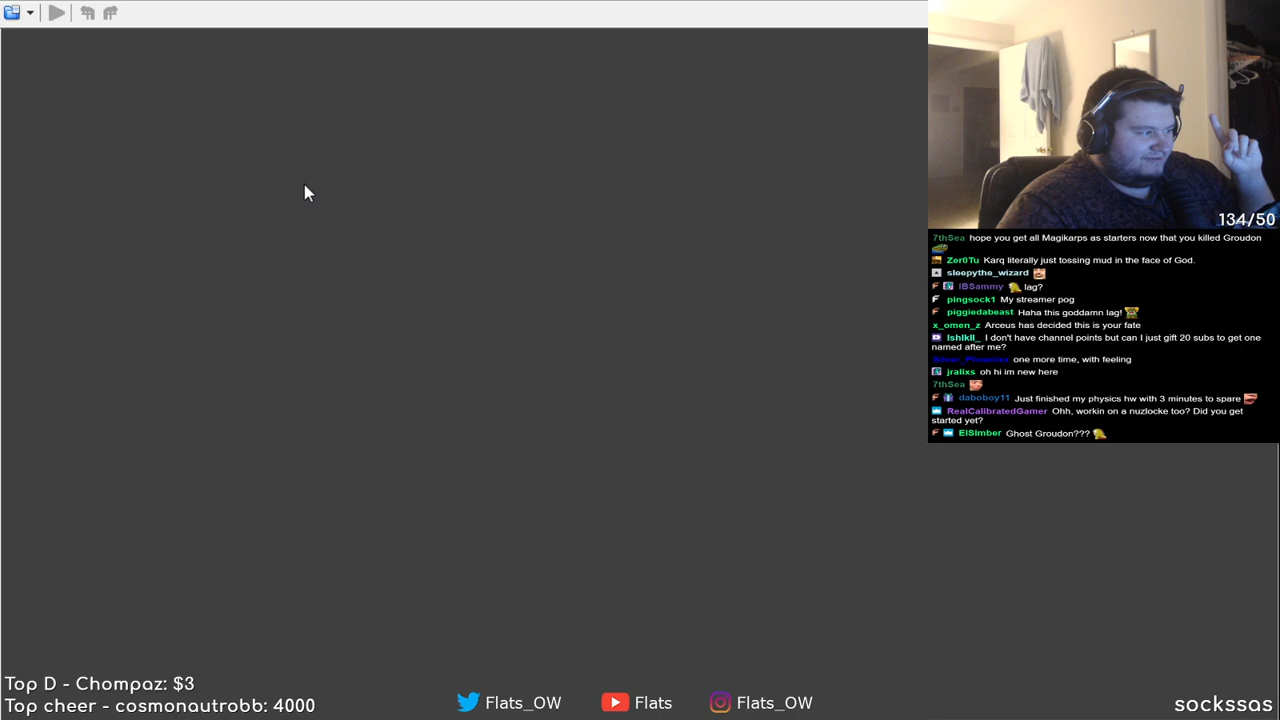 134/50
7thSea hope you get all Magikarps as starters now that you killed Groudon
Zer0Tu Karq literally just tossing mud in the face of God.
sleepythe_wizard
IBSammy lag?
pingsock1 My streamer pog
piggiedabeast Haha this goddamn lag!
x_omen_z Arceus has decided this is your fate
I don't have channel points but can I just gift 20 subs to get one
named after me?
one more time, with feeling
jralixs oh hi im new here
7thSea
daboboy11 Just finished my physics hw with 3 minutes to spare
RealCalibratedGamer Ohh, workin on a nuzlocke too? Did you get
started yet?
ElSimber Ghost Groudon???
Top D - Chompaz: $3
Top cheer - cosmonautrobb: 4000
Flats_OW Flats Flats_OW
sockssas